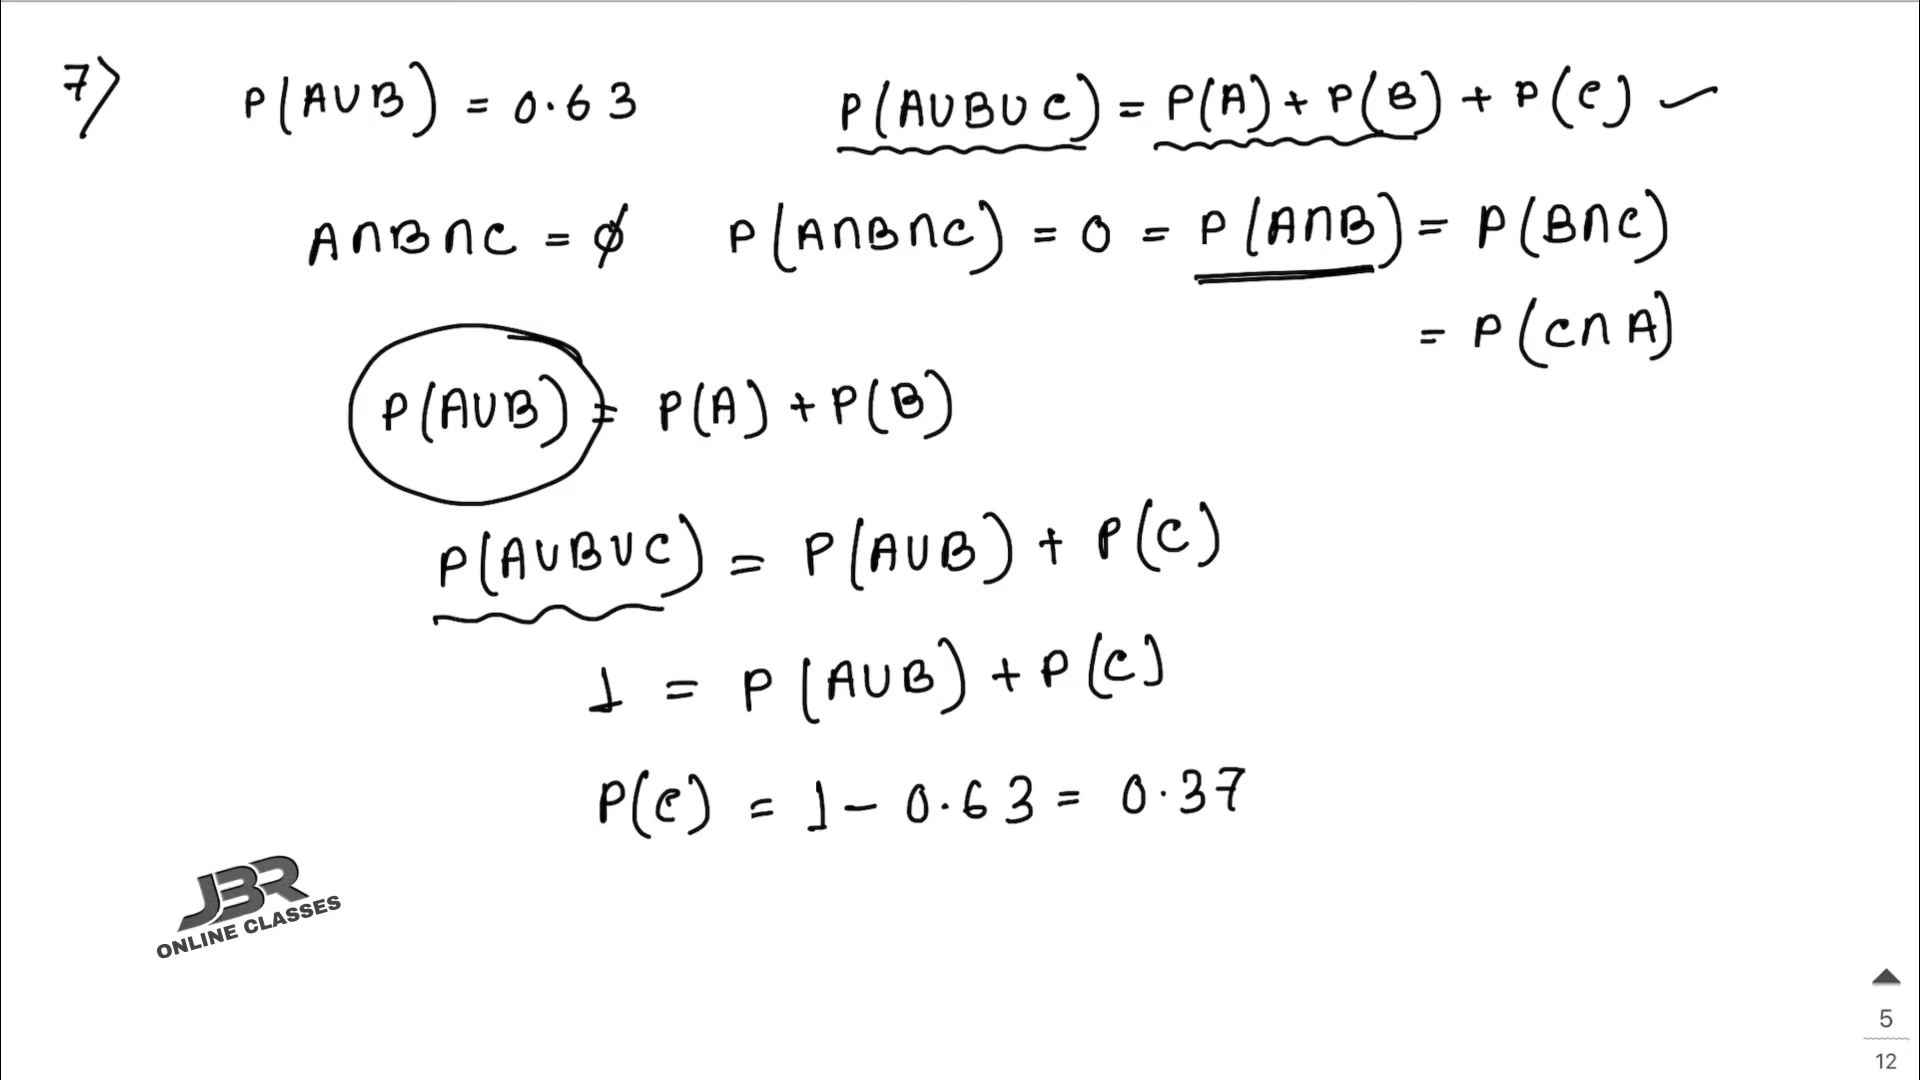 7) P(A∪B) = 0.63 P(A∪B∪C) = P(A) + P(B) + P(C)
A∩B∩C = ∅ P(A∩B∩C) = 0 = P(A∩B) = P(B∩C)
= P(C∩A)
P(A∪B) = P(A) + P(B)
P(A∪B∪C) = P(A∪B) + P(C)
1 = P(A∪B) + P(C)
P(C) = 1 - 0.63 = 0.37
JBR
ONLINE CLASSES
5
12